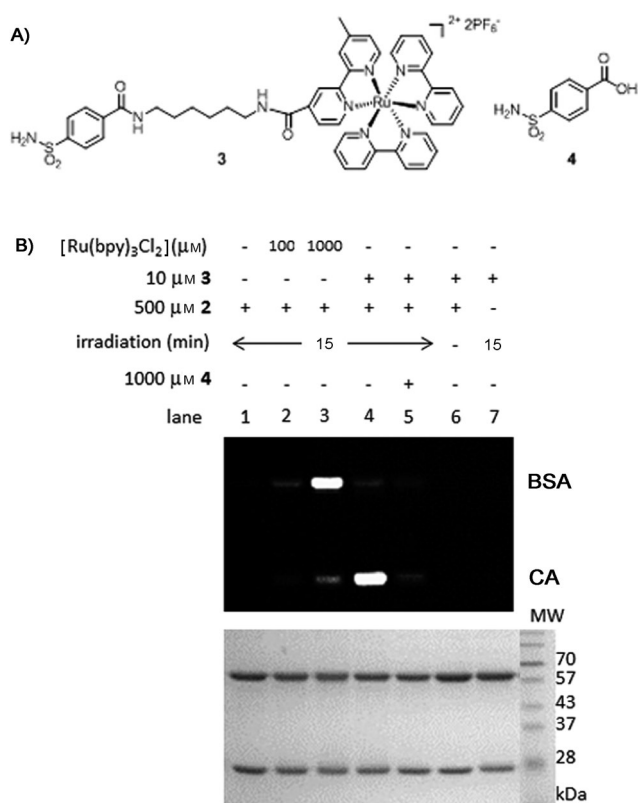 A)
2+ 2PF6-
H2N S O2
O
N H
H N
O
N N N Ru N N N
3
O OH
H2N S O2
4
B)
[Ru(bpy)3Cl2](μM) - 100 1000 - - - -
10 μM 3 - - - + + + +
500 μM 2 + + + + + + -
irradiation (min) 15 - 15
1000 μM 4 - - - - + - -
lane 1 2 3 4 5 6 7
BSA
CA
MW
70
57
43
37
28
kDa